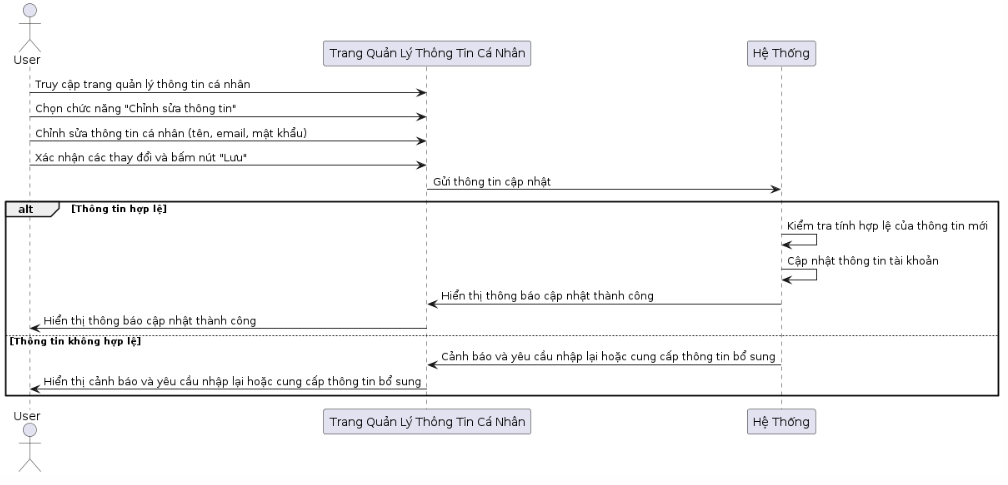 User
Trang Quản Lý Thông Tin Cá Nhân
Hệ Thống
Truy cập trang quản lý thông tin cá nhân
Chọn chức năng "Chỉnh sửa thông tin"
Chỉnh sửa thông tin cá nhân (tên, email, mật khẩu)
Xác nhận các thay đổi và bấm nút "Lưu"
Gửi thông tin cập nhật
alt
[Thông tin hợp lệ]
Kiểm tra tính hợp lệ của thông tin mới
Cập nhật thông tin tài khoản
Hiển thị thông báo cập nhật thành công
Hiển thị thông báo cập nhật thành công
[Thông tin không hợp lệ]
Cảnh báo và yêu cầu nhập lại hoặc cung cấp thông tin bổ sung
Hiển thị cảnh báo và yêu cầu nhập lại hoặc cung cấp thông tin bổ sung
User
Trang Quản Lý Thông Tin Cá Nhân
Hệ Thống